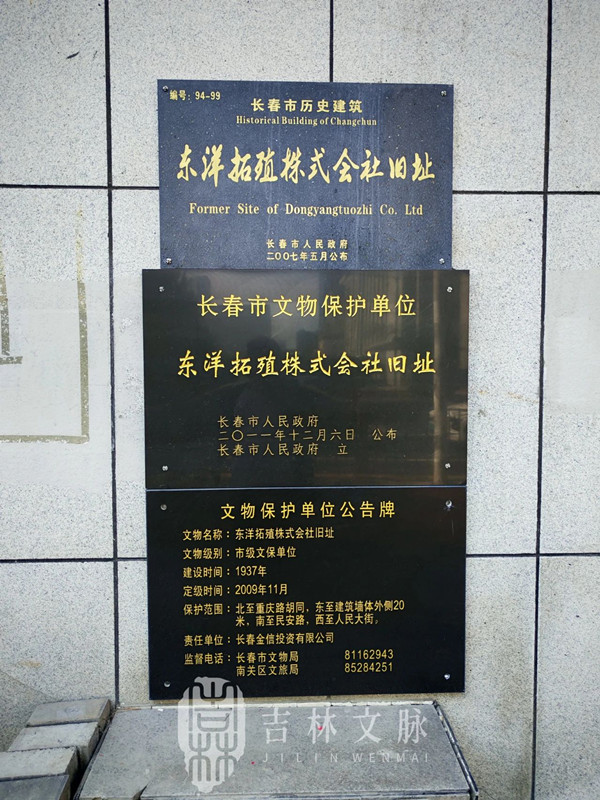 编号：94-99
长春市历史建筑
Historical Building of Changchun
东洋拓殖株式会社旧址
Former Site of Dongyangtuozhi Co. Ltd
长春市人民政府
二〇〇七年五月公布
长春市文物保护单位
东洋拓殖株式会社旧址
长春市人民政府
二〇一一年十二月六日 公布
长春市人民政府 立
文物保护单位公告牌
文物名称：东洋拓殖株式会社旧址
文物级别：市级文保单位
建设时间：1937年
定级时间：2009年11月
保护范围：北至重庆路胡同，东至建筑墙体外侧20
米，南至民安路，西至人民大街。
责任单位：长春金信投资有限公司
监督电话：长春市文物局 81162943
南关区文旅局 85284251
吉林文脉
JILIN WENMAI